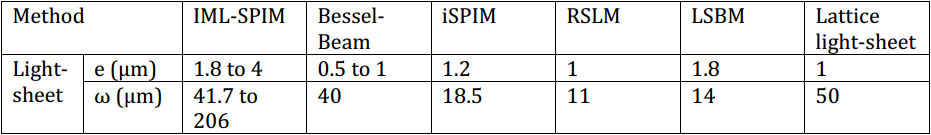 Method IML-SPIM Bessel-Beam iSPIM RSLM LSBM Lattice light-sheet
Light-sheet e (μm) 1.8 to 4 0.5 to 1 1.2 1 1.8 1
ω (μm) 41.7 to 206 40 18.5 11 14 50